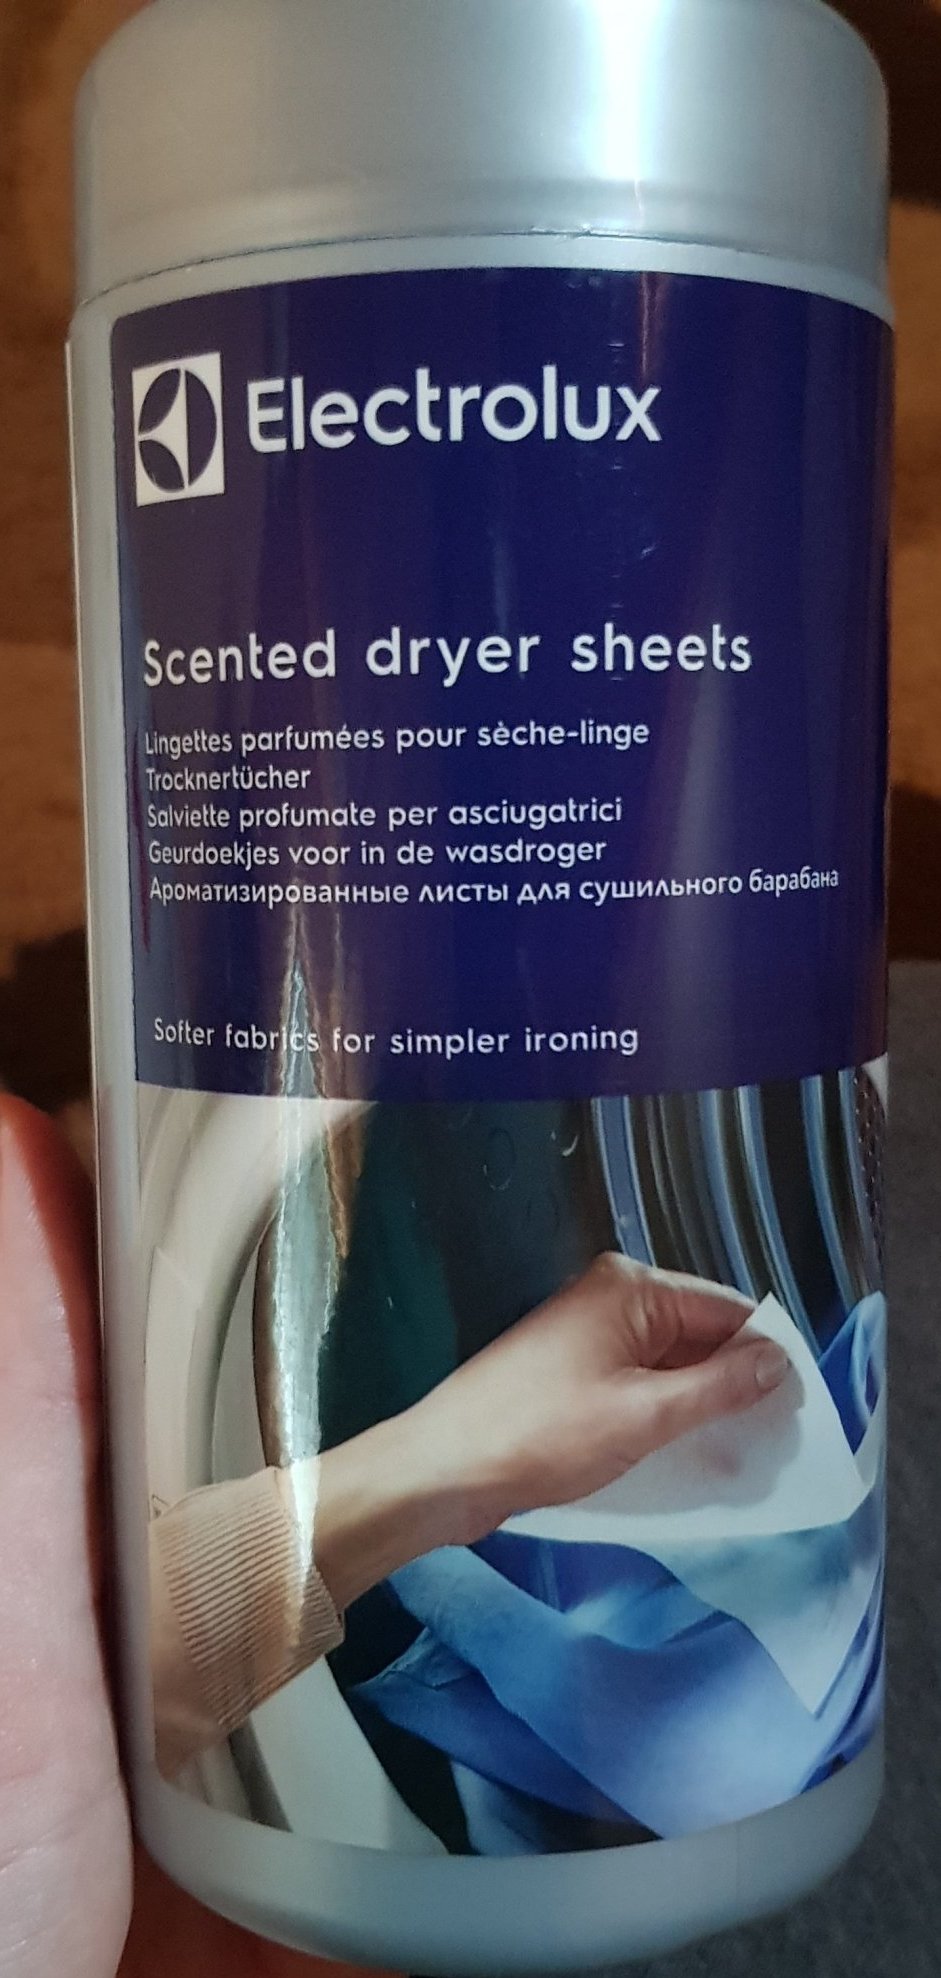 Electrolux
Scented dryer sheets
Lingettes parfumées pour sèche-linge
Trocknertücher
Salviette profumate per asciugatrici
Geurdoekjes voor in de wasdroger
Ароматизированные листы для сушильного барабана
Softer fabrics for simpler ironing